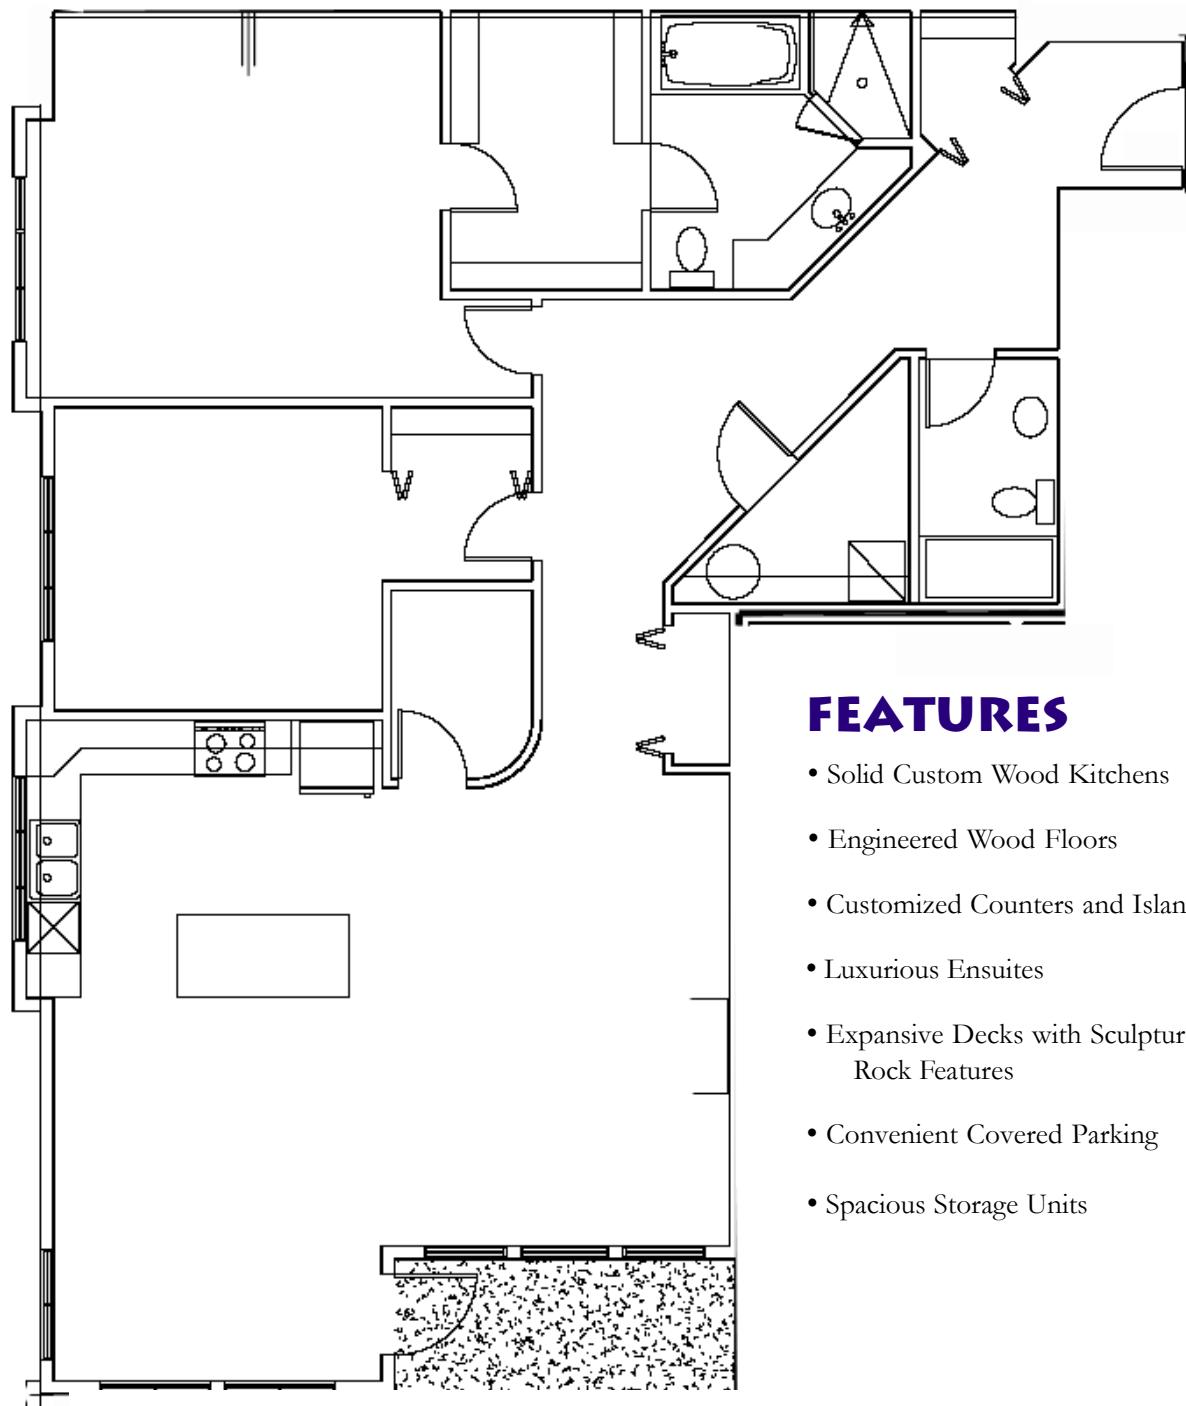 FEATURES
• Solid Custom Wood Kitchens
• Engineered Wood Floors
• Customized Counters and Islan
• Luxurious Ensuites
• Expansive Decks with Sculptur
Rock Features
• Convenient Covered Parking
• Spacious Storage Units